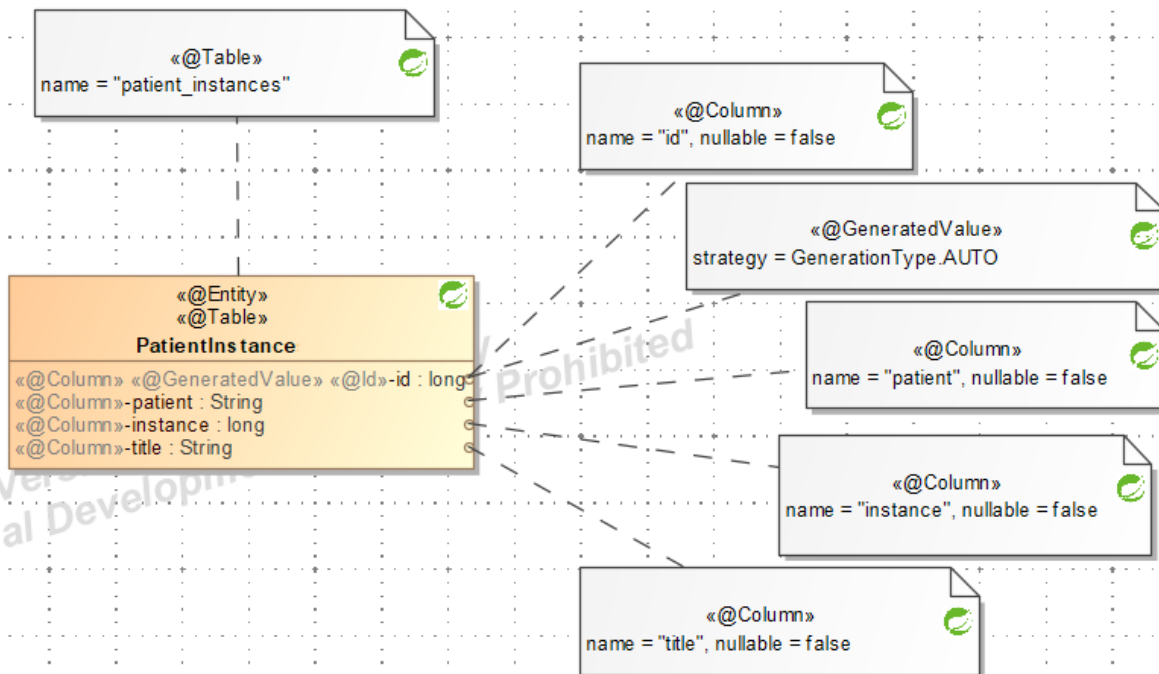 «@Table»
name = "patient_instances"
«@Column»
name = "id", nullable = false
«@GeneratedValue»
strategy = GenerationType.AUTO
«@Entity»
«@Table»
PatientInstance
«@Column» «@GeneratedValue» «@Id»-id : long
«@Column»-patient : String
«@Column»-instance : long
«@Column»-title : String
«@Column»
name = "patient", nullable = false
«@Column»
name = "instance", nullable = false
«@Column»
name = "title", nullable = false
Prohibited